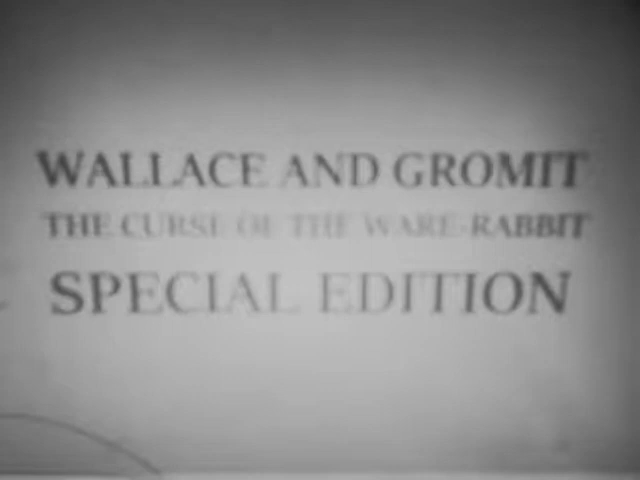 WALLACE AND GROMIT
THE CURSE OF THE WARE-RABBIT
SPECIAL EDITION